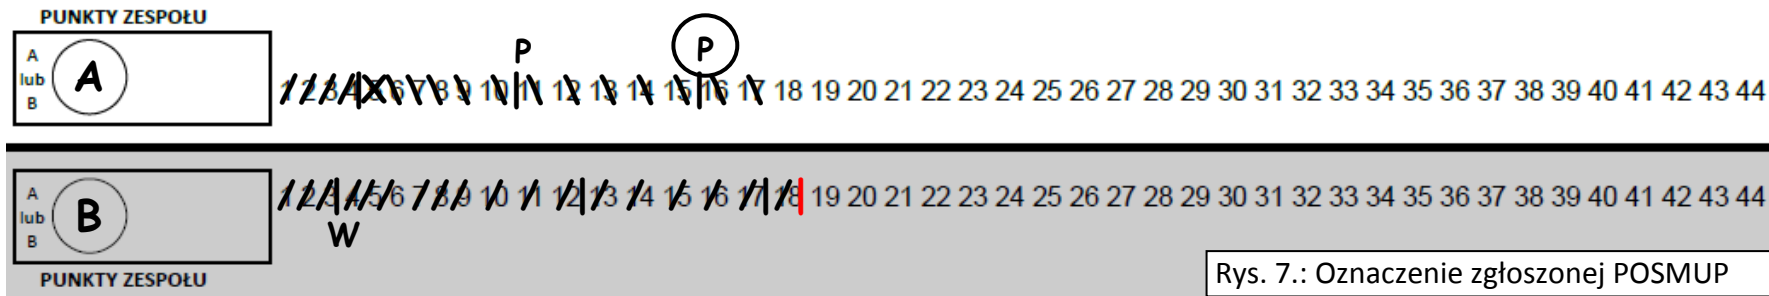 PUNKTY ZESPOŁU
A
lub
B
A
P
P
1 2 3 4 5 6 7 8 9 10 11 12 13 14 15 16 17 18 19 20 21 22 23 24 25 26 27 28 29 30 31 32 33 34 35 36 37 38 39 40 41 42 43 44
A
lub
B
B
1 2 3 4 5 6 7 8 9 10 11 12 13 14 15 16 17 18 19 20 21 22 23 24 25 26 27 28 29 30 31 32 33 34 35 36 37 38 39 40 41 42 43 44
W
PUNKTY ZESPOŁU
Rys. 7.: Oznaczenie zgłoszonej POSMUP